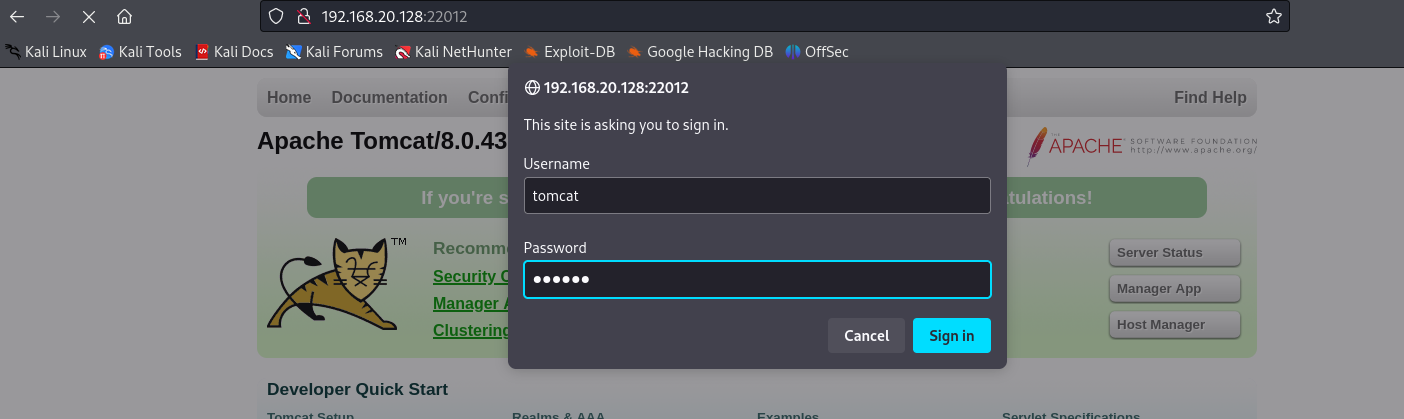 192.168.20.128:22012
Kali Linux Kali Tools Kali Docs Kali Forums Kali NetHunter Exploit-DB Google Hacking DB OffSec
192.168.20.128:22012
This site is asking you to sign in.
Username
tomcat
Password
••••••
Cancel Sign in
Home Documentation Find Help
Apache Tomcat/8.0.43
THE APACHE SOFTWARE FOUNDATION
http://www.apache.org/
If you're
TM
Security
Manager
Clustering
Server Status
Manager App
Host Manager
Developer Quick Start
Tomcat Setup Realms & AAA Examples Servlet Specifications